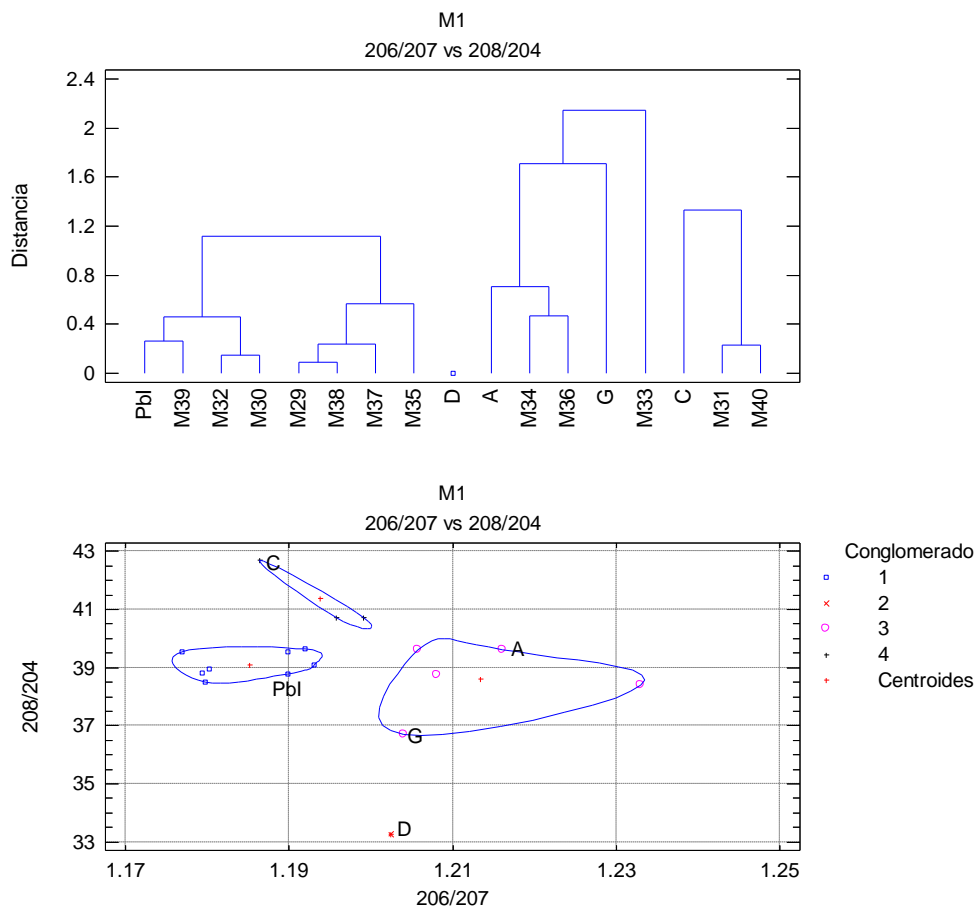 M1
206/207 vs 208/204
2.4
2
1.6
1.2
0.8
0.4
0
Distancia
PbI
M39
M32
M30
M29
M38
M37
M35
D
A
M34
M36
G
M33
C
M31
M40
M1
206/207 vs 208/204
43
41
39
37
35
33
208/204
C
A
PbI
G
D
1.17
1.19
1.21
1.23
1.25
206/207
Conglomerado
1
2
3
4
Centroides